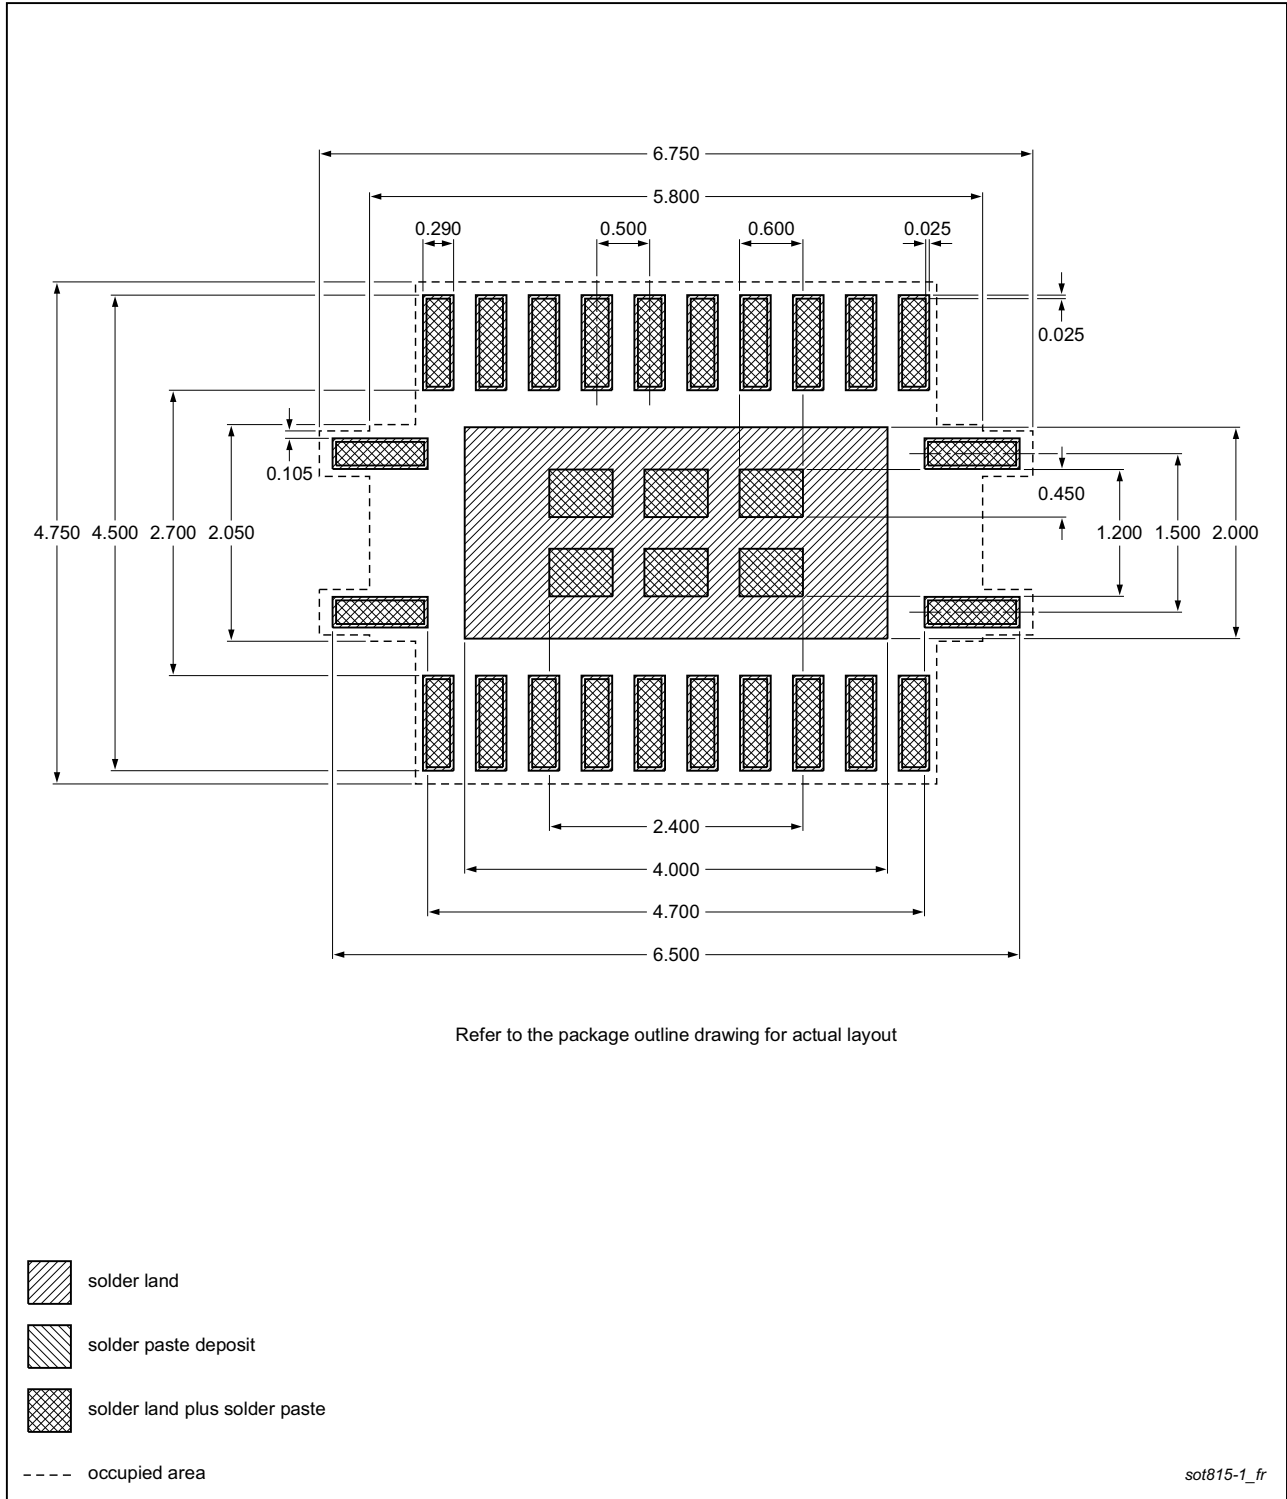 6.750
5.800
0.290 0.500 0.600 0.025
0.025
0.105
0.450
4.750 4.500 2.700 2.050 1.200 1.500 2.000
2.400
4.000
4.700
6.500
Refer to the package outline drawing for actual layout
solder land
solder paste deposit
solder land plus solder paste
occupied area
sot815-1_fr